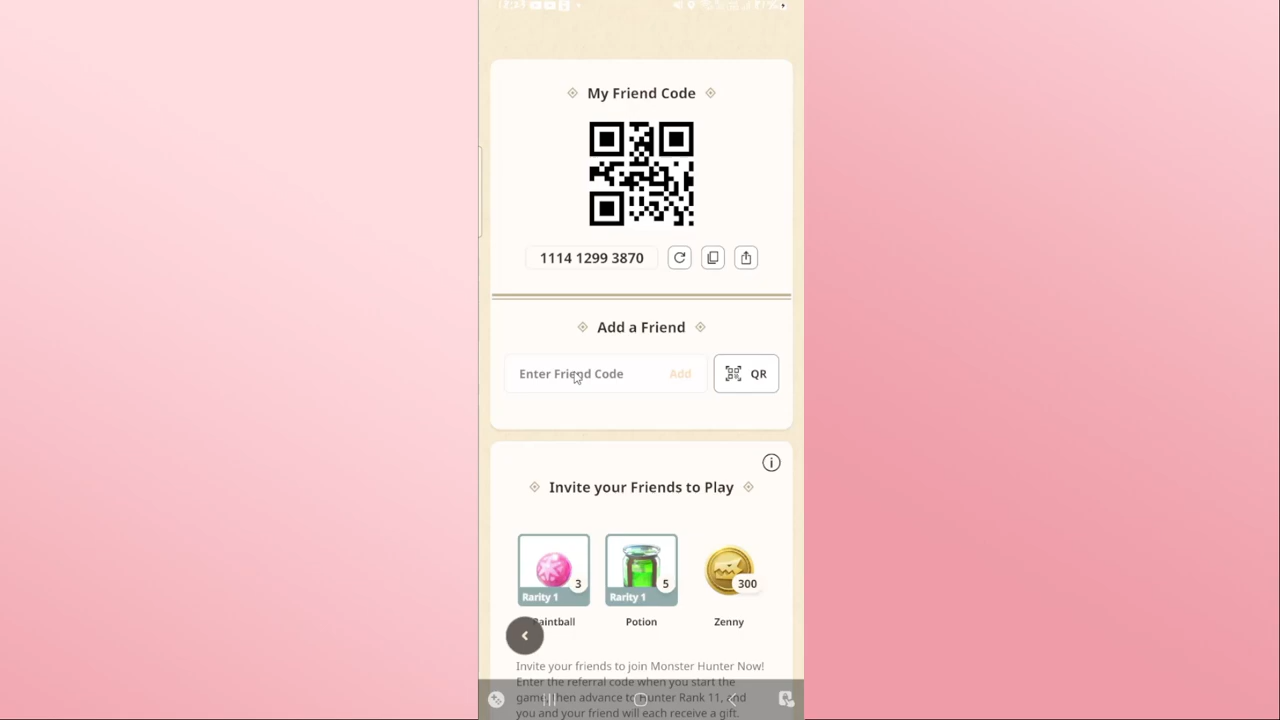 My Friend Code
1114 1299 3870
Add a Friend
Enter Friend Code
Add
QR
Invite your Friends to Play
3
5
300
Rarity 1
Rarity 1
Paintball
Potion
Zenny
Invite your friends to join Monster Hunter Now!
Enter the referral code when you start the
game, then advance to Hunter Rank 11, and
you and your friend will each receive a gift.